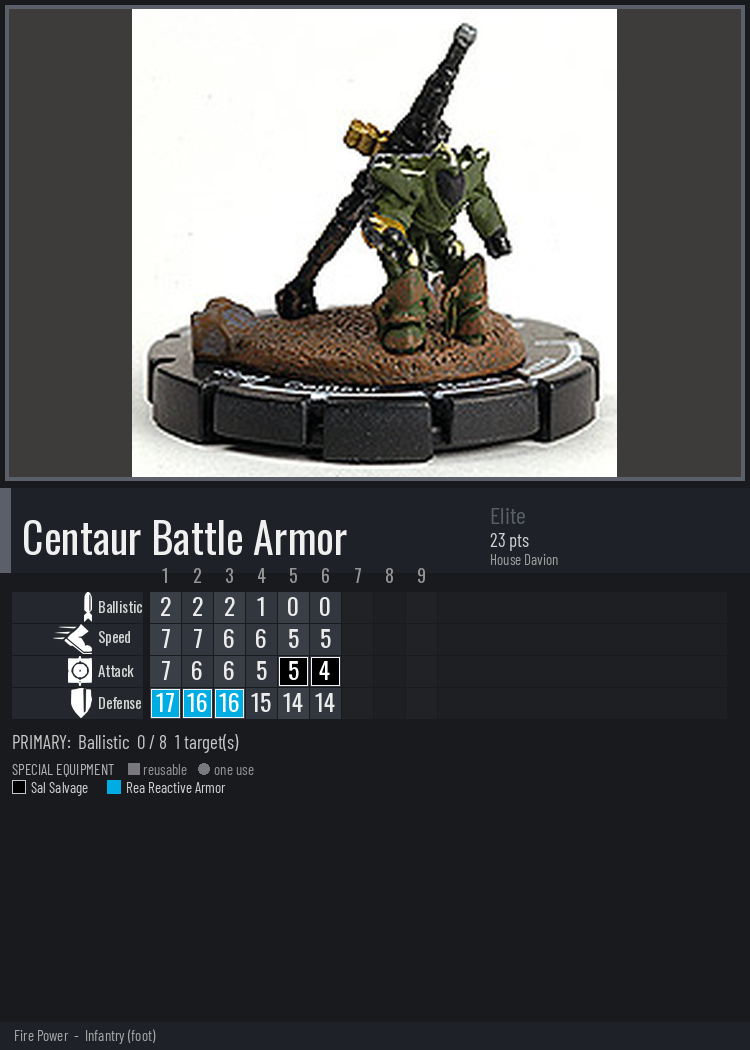 Centaur Battle Armor
Elite
23 pts
House Davion
1 2 3 4 5 6 7 8 9
Ballistic 2 2 2 1 0 0
Speed 7 7 6 6 5 5
Attack 7 6 6 5 5 4
Defense 17 16 16 15 14 14
PRIMARY: Ballistic 0 / 8 1 target(s)
SPECIAL EQUIPMENT reusable one use
Sal Salvage Rea Reactive Armor
Fire Power - Infantry (foot)